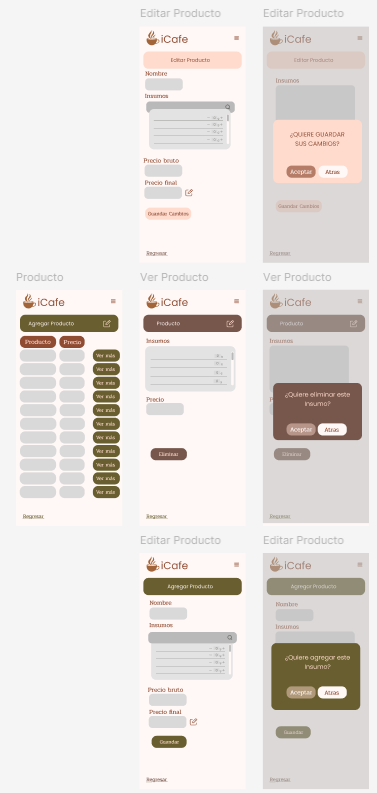 Editar Producto
iCafe
Editar Producto
Nombre
Insumos
Precio bruto
Precio final
Guardar Cambios
Regresar
Editar Producto
iCafe
Editar Producto
Insumos
¿QUIERE GUARDAR
SUS CAMBIOS?
Aceptar Atras
Guardar Cambios
Regresar
Producto
iCafe
Agregar Producto
Producto Precio
Ver más
Ver más
Ver más
Ver más
Ver más
Ver más
Ver más
Ver más
Ver más
Ver más
Ver más
Regresar
Ver Producto
iCafe
Producto
Insumos
Precio
Eliminar
Regresar
Ver Producto
iCafe
Producto
Insumos
¿Quiere eliminar este
Insumo?
Aceptar Atras
Eliminar
Regresar
Editar Producto
iCafe
Agregar Producto
Nombre
Insumos
Precio bruto
Precio final
Guardar
Regresar
Editar Producto
iCafe
Agregar Producto
Nombre
Insumos
¿Quiere agregar este
Insumo?
Aceptar Atras
Guardar
Regresar